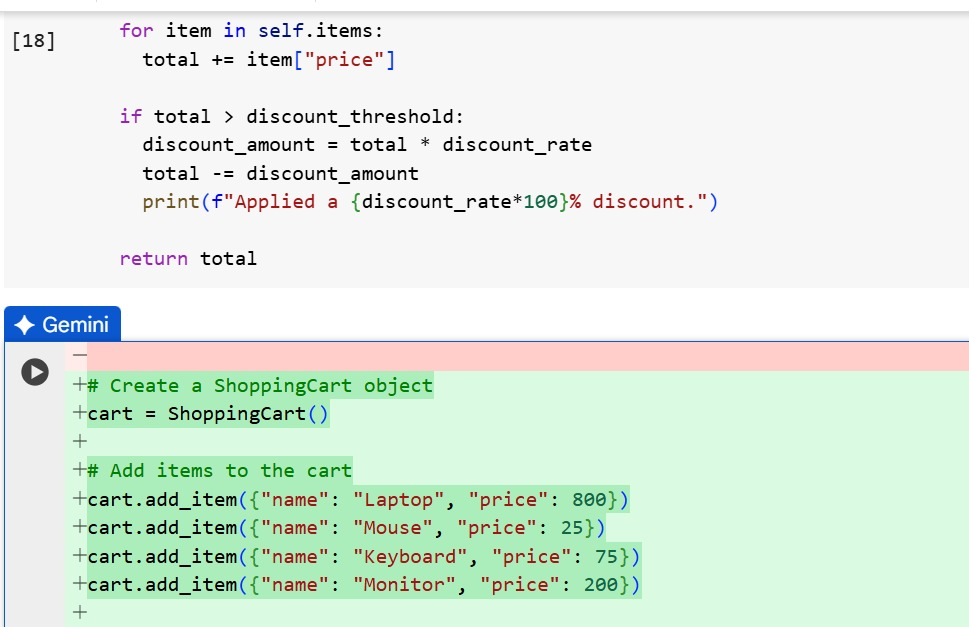 [18]
for item in self.items:
total += item["price"]
if total > discount_threshold:
discount_amount = total * discount_rate
total -= discount_amount
print(f"Applied a {discount_rate*100}% discount.")
return total
Gemini
−
+# Create a ShoppingCart object
+cart = ShoppingCart()
+
+# Add items to the cart
+cart.add_item({"name": "Laptop", "price": 800})
+cart.add_item({"name": "Mouse", "price": 25})
+cart.add_item({"name": "Keyboard", "price": 75})
+cart.add_item({"name": "Monitor", "price": 200})
+